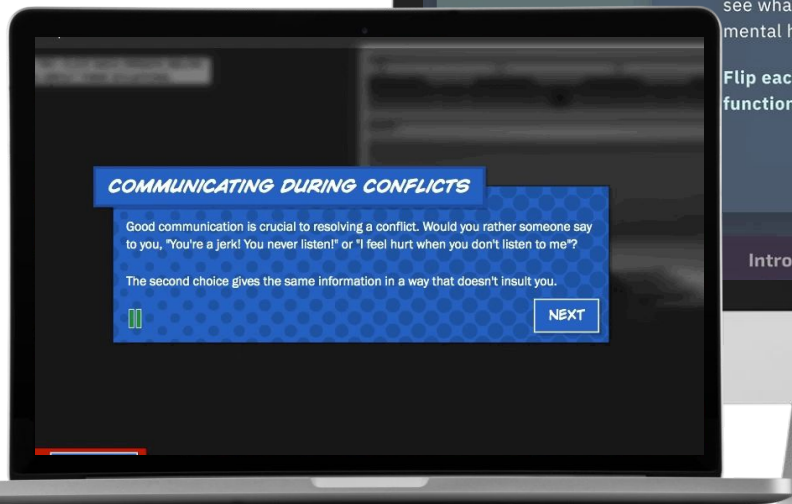 see wha
mental h
Flip eac
function
Intro
COMMUNICATING DURING CONFLICTS
Good communication is crucial to resolving a conflict. Would you rather someone say
to you, "You're a jerk! You never listen!" or "I feel hurt when you don't listen to me"?
The second choice gives the same information in a way that doesn't insult you.
NEXT